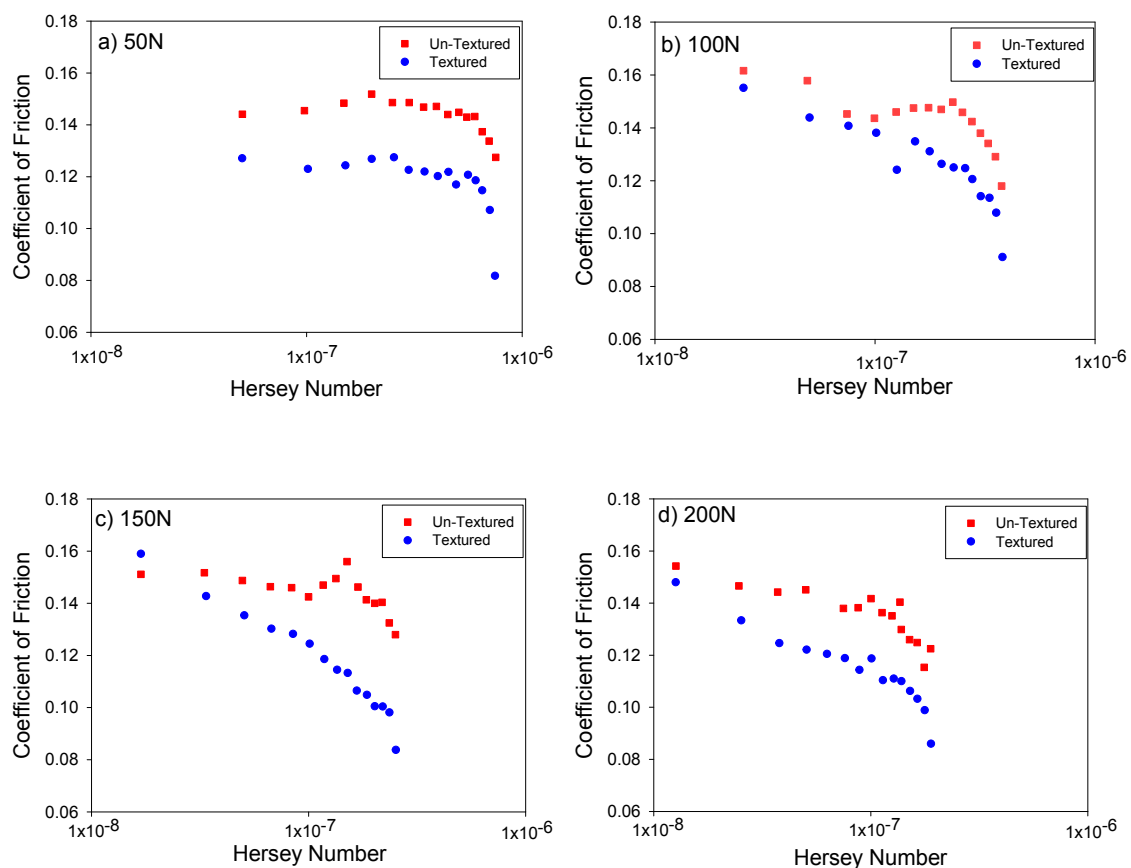 a) 50N
Un-Textured
Textured
Coefficient of Friction
0.18
0.16
0.14
0.12
0.10
0.08
0.06
1x10-8
1x10-7
1x10-6
Hersey Number
b) 100N
Un-Textured
Textured
Coefficient of Friction
0.18
0.16
0.14
0.12
0.10
0.08
0.06
1x10-8
1x10-7
1x10-6
Hersey Number
c) 150N
Un-Textured
Textured
Coefficient of Friction
0.18
0.16
0.14
0.12
0.10
0.08
0.06
1x10-8
1x10-7
1x10-6
Hersey Number
d) 200N
Un-Textured
Textured
Coefficient of Friction
0.18
0.16
0.14
0.12
0.10
0.08
0.06
1x10-8
1x10-7
1x10-6
Hersey Number